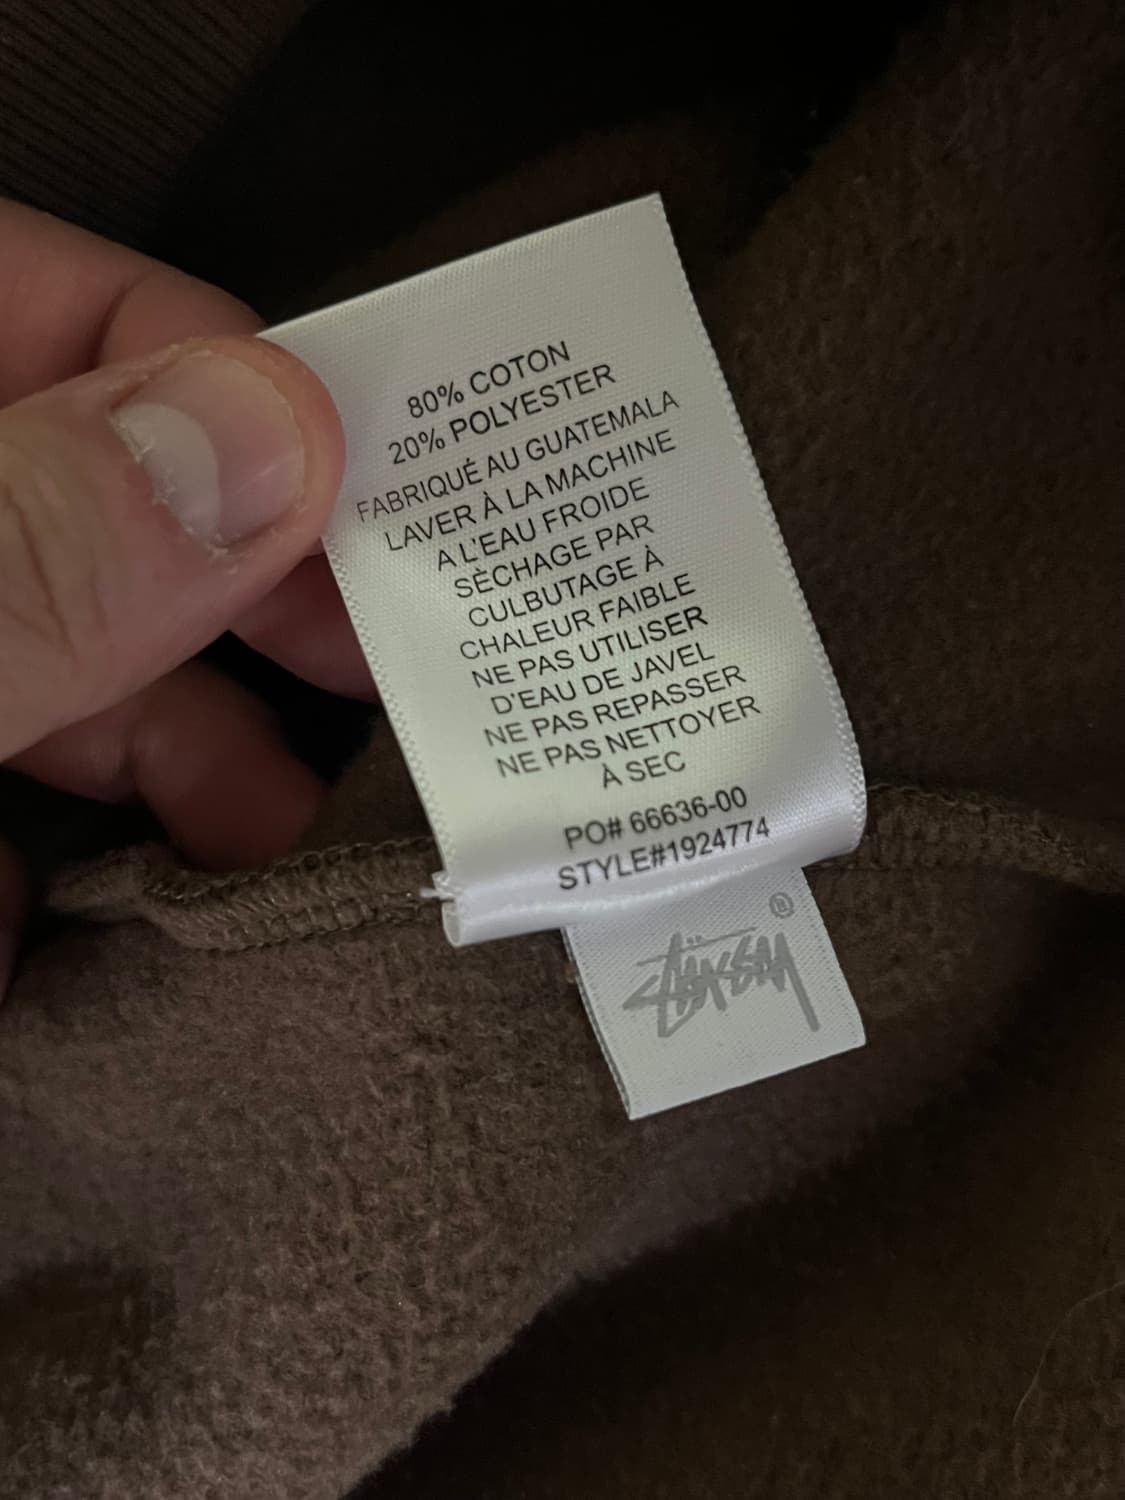 80% COTON
20% POLYESTER
FABRIQUÉ AU GUATEMALA
LAVER À LA MACHINE
A L'EAU FROIDE
SÈCHAGE PAR
CULBUTAGE À
CHALEUR FAIBLE
NE PAS UTILISER
D'EAU DE JAVEL
NE PAS REPASSER
NE PAS NETTOYER
À SEC
PO# 66636-00
STYLE#1924774
®
STÜSSY